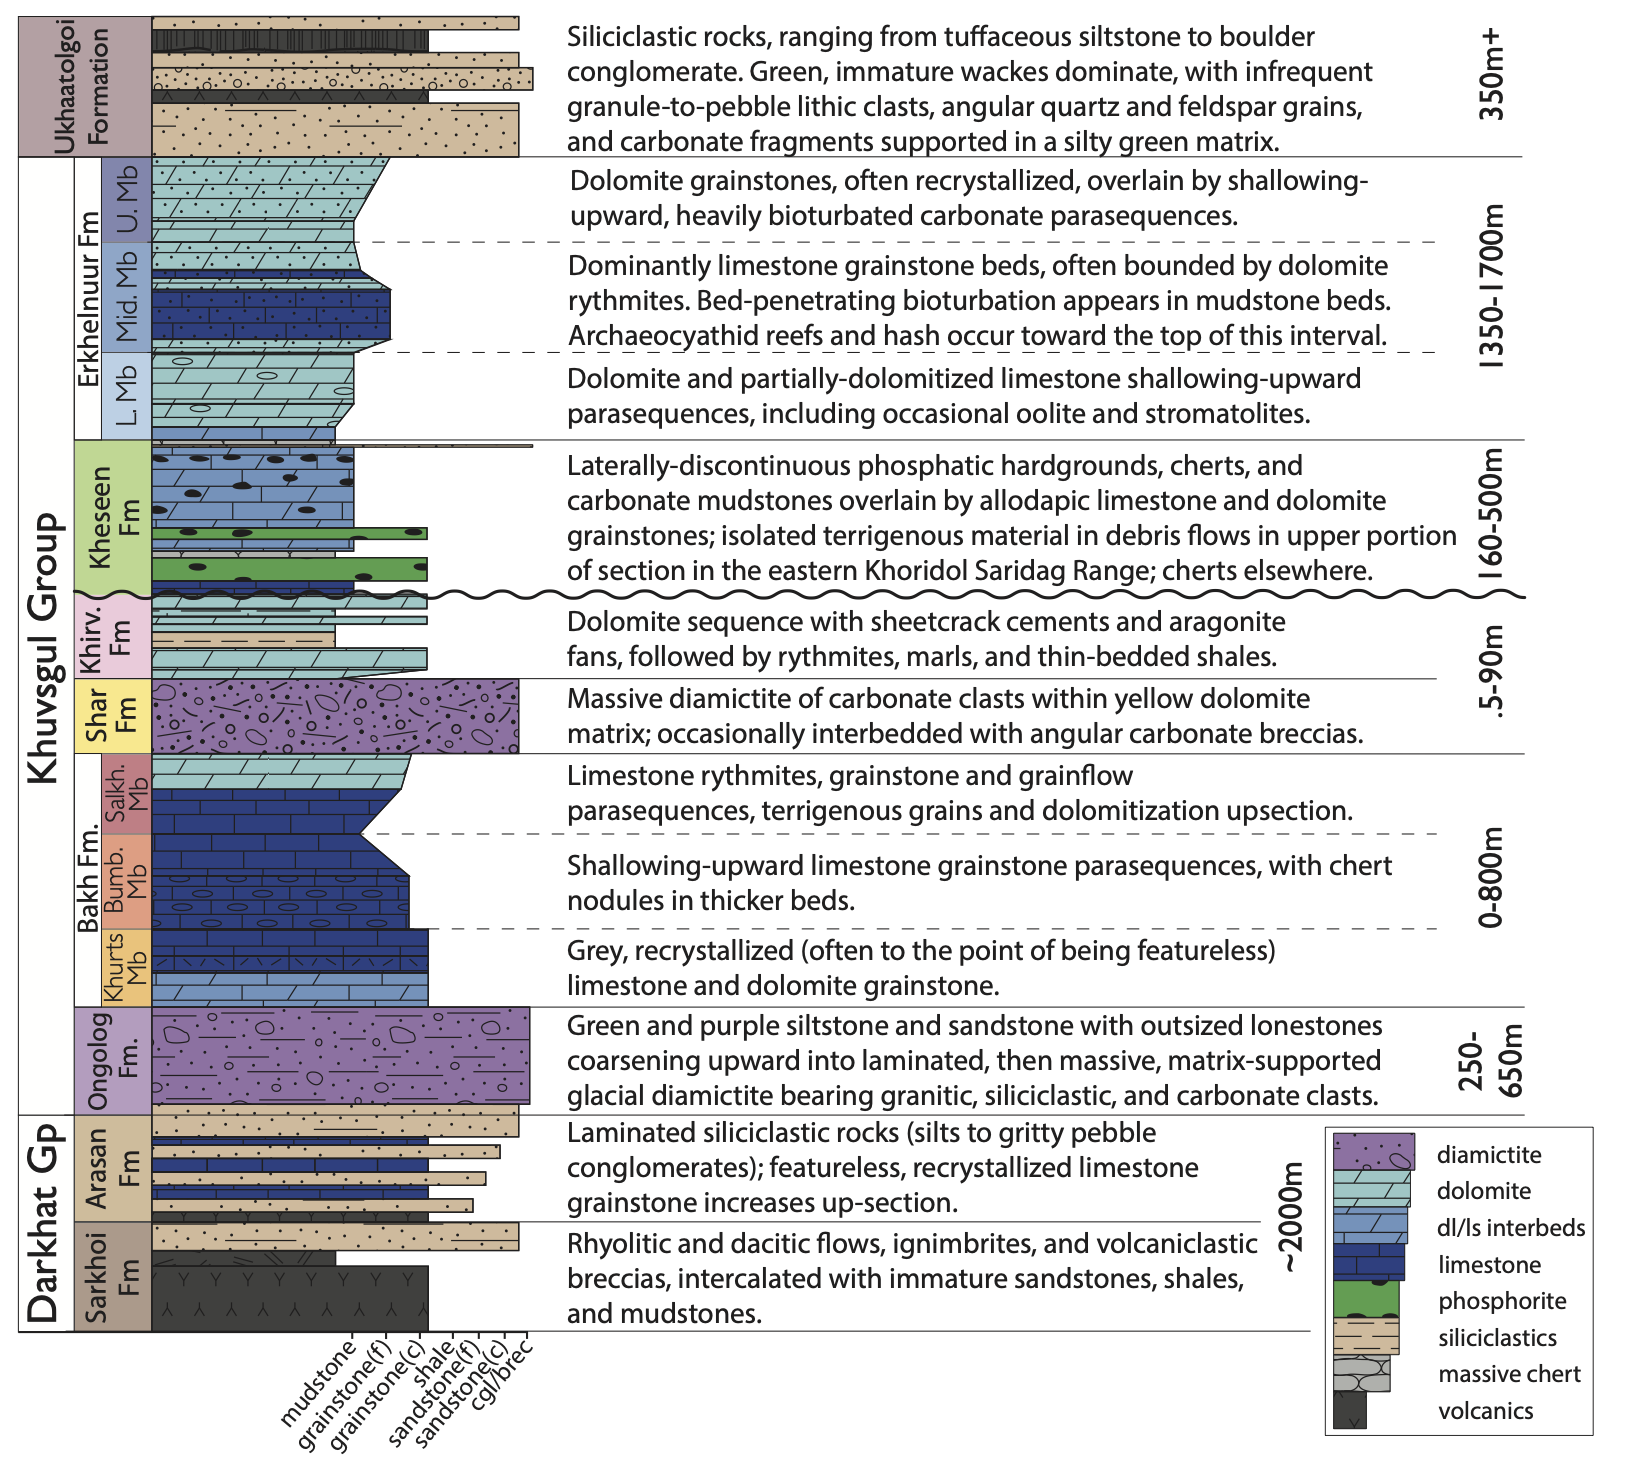 Ukhaatolgoi
Formation
Siliciclastic rocks, ranging from tuffaceous siltstone to boulder
conglomerate. Green, immature wackes dominate, with infrequent
granule-to-pebble lithic clasts, angular quartz and feldspar grains,
and carbonate fragments supported in a silty green matrix.
350m+
Khuvsgul Group
Erkhelnur Fm
U. Mb
Dolomite grainstones, often recrystallized, overlain by shallowing-
upward, heavily bioturbated carbonate parasequences.
Mid. Mb
Dominantly limestone grainstone beds, often bounded by dolomite
rythmites. Bed-penetrating bioturbation appears in mudstone beds.
Archaeocyathid reefs and hash occur toward the top of this interval.
L. Mb
Dolomite and partially-dolomitized limestone shallowing-upward
parasequences, including occasional oolite and stromatolites.
1350-1700m
Kheseen
Fm
Laterally-discontinuous phosphatic hardgrounds, cherts, and
carbonate mudstones overlain by allodapic limestone and dolomite
grainstones; isolated terrigenous material in debris flows in upper portion
of section in the eastern Khoridol Saridag Range; cherts elsewhere.
160-500m
Khirv.
Fm
Dolomite sequence with sheetcrack cements and aragonite
fans, followed by rythmites, marls, and thin-bedded shales.
Shar
Fm
Massive diamictite of carbonate clasts within yellow dolomite
matrix; occasionally interbedded with angular carbonate breccias.
.5-90m
Bakh Fm.
Salkh.
Mb
Limestone rythmites, grainstone and grainflow
parasequences, terrigenous grains and dolomitization upsection.
Bumb.
Mb
Shallowing-upward limestone grainstone parasequences, with chert
nodules in thicker beds.
Khurts
Mb
Grey, recrystallized (often to the point of being featureless)
limestone and dolomite grainstone.
0-800m
Ongolog
Fm.
Green and purple siltstone and sandstone with outsized lonestones
coarsening upward into laminated, then massive, matrix-supported
glacial diamictite bearing granitic, siliciclastic, and carbonate clasts.
250-
650m
Darkhat Gp
Arasan
Fm
Laminated siliciclastic rocks (silts to gritty pebble
conglomerates); featureless, recrystallized limestone
grainstone increases up-section.
Sarkhoi
Fm
Rhyolitic and dacitic flows, ignimbrites, and volcaniclastic
breccias, intercalated with immature sandstones, shales,
and mudstones.
~2000m
mudstone
grainstone(f)
grainstone(c)
shale
sandstone(f)
sandstone(c)
cgl/brec
diamictite
dolomite
dl/ls interbeds
limestone
phosphorite
siliciclastics
massive chert
volcanics